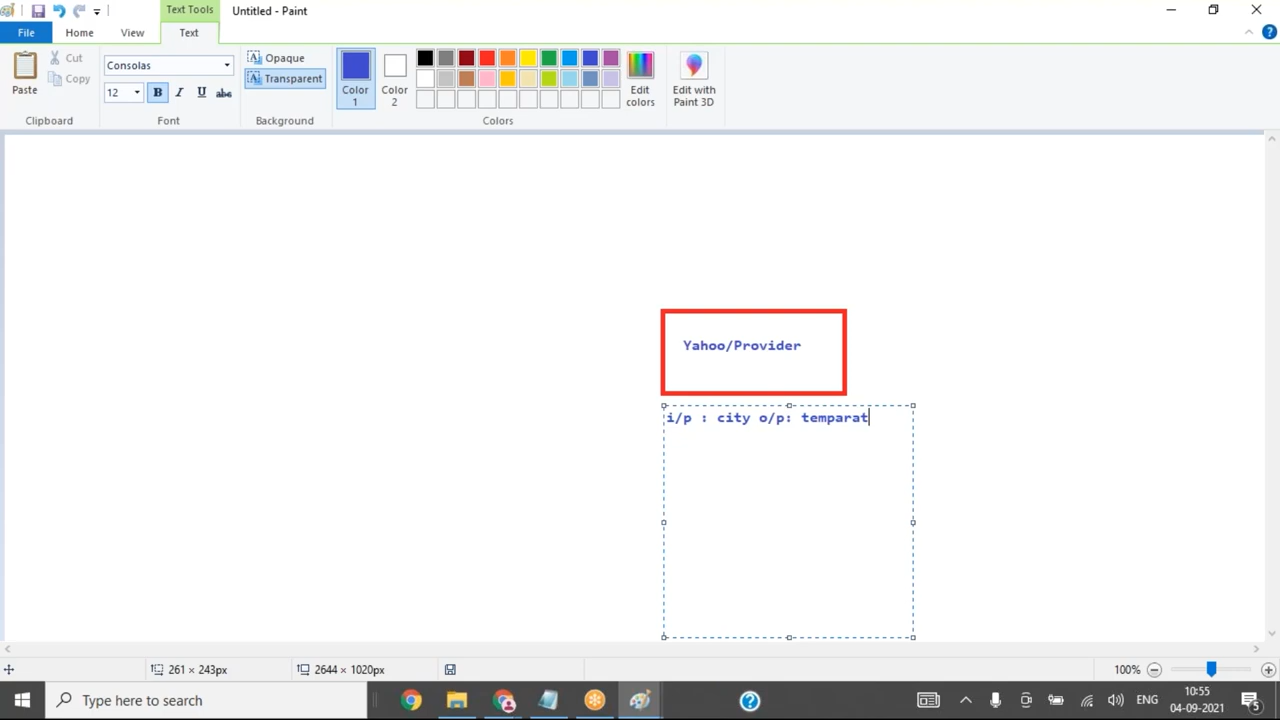 Text Tools
Untitled - Paint
File
Home
View
Text
Paste
Cut
Copy
Clipboard
Consolas
12
B
I
U
abc
Font
Opaque
Transparent
Background
Color 1
Color 2
Edit colors
Colors
Edit with Paint 3D
Yahoo/Provider
i/p : city o/p: temparat
261 × 243px
2644 × 1020px
100%
Type here to search
ENG
10:55
04-09-2021
5